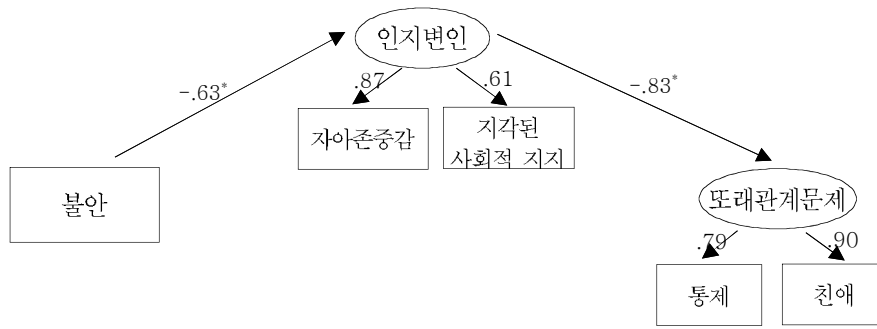 인지변인
-.63*
.87
.61
-.83*
자아존중감
지각된
사회적 지지
불안
또래관계문제
.79
.90
통제
친애